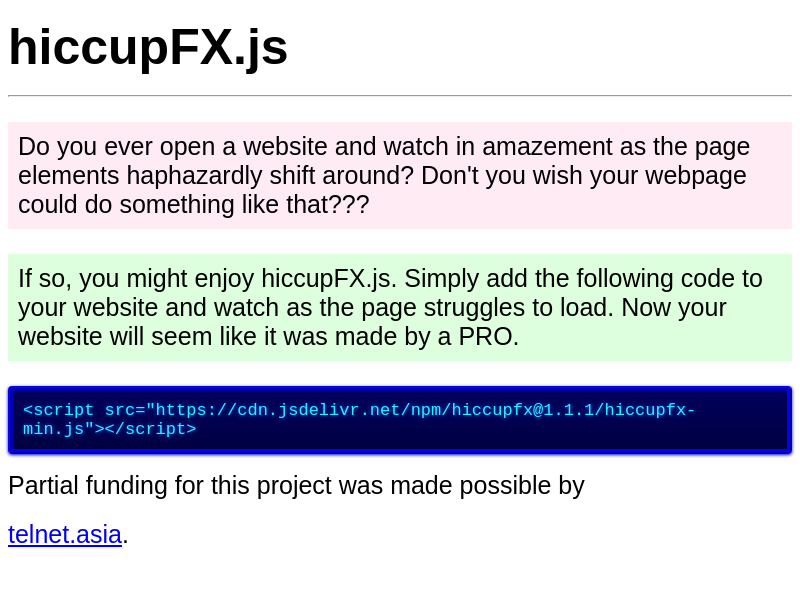 hiccupFX.js
Do you ever open a website and watch in amazement as the page
elements haphazardly shift around? Don't you wish your webpage
could do something like that???
If so, you might enjoy hiccupFX.js. Simply add the following code to
your website and watch as the page struggles to load. Now your
website will seem like it was made by a PRO.
<script src="https://cdn.jsdelivr.net/npm/hiccupfx@1.1.1/hiccupfx-
min.js"></script>
Partial funding for this project was made possible by
telnet.asia.